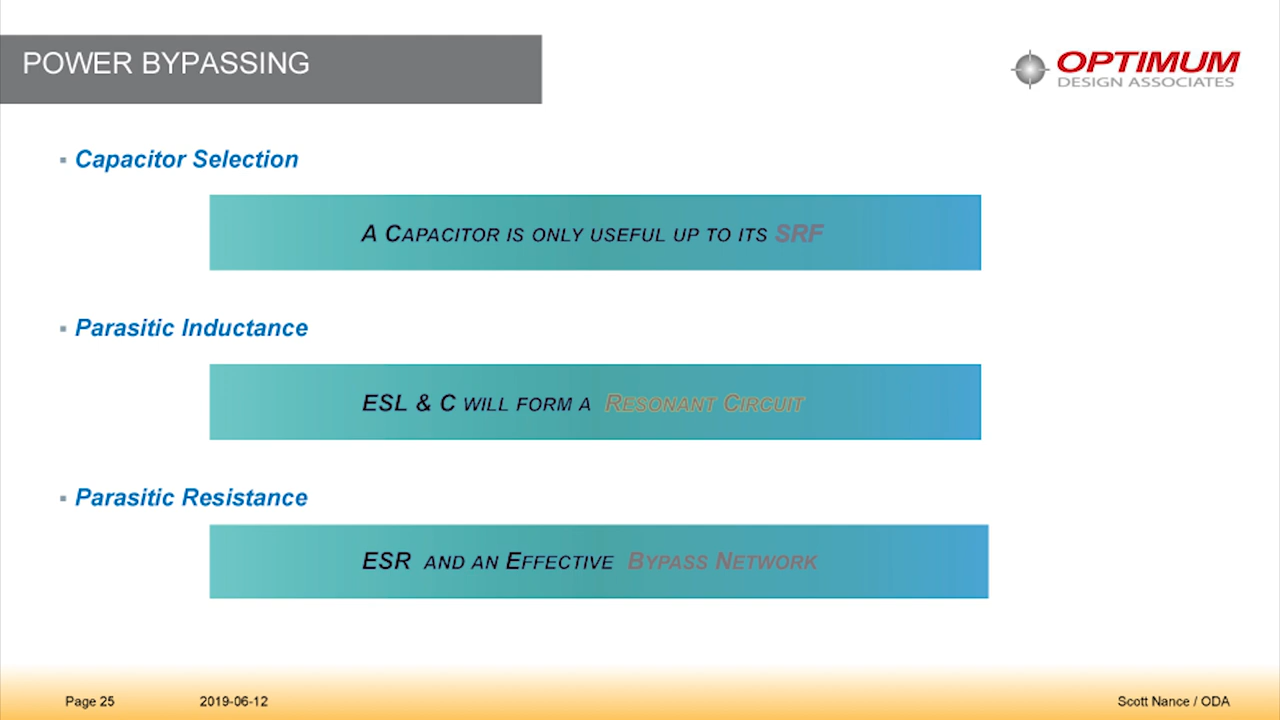 POWER BYPASSING
OPTIMUM
DESIGN ASSOCIATES
▪ Capacitor Selection
A CAPACITOR IS ONLY USEFUL UP TO ITS SRF
▪ Parasitic Inductance
ESL & C WILL FORM A RESONANT CIRCUIT
▪ Parasitic Resistance
ESR AND AN EFFECTIVE BYPASS NETWORK
Page 25 2019-06-12 Scott Nance / ODA